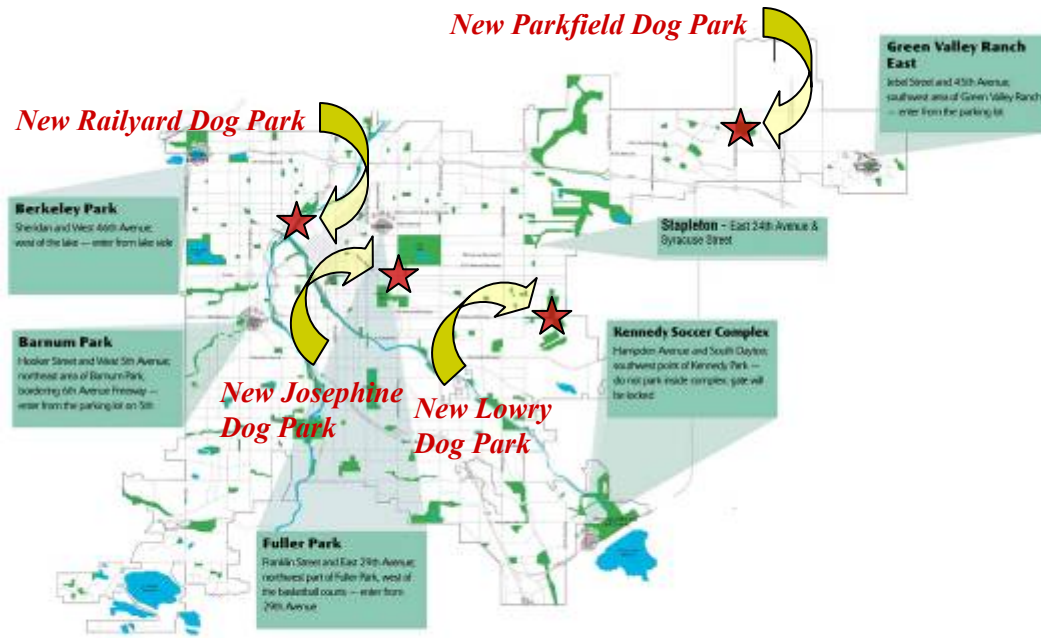 New Parkfield Dog Park
Green Valley Ranch
East
Jebel Street and 45th Avenue;
southwest area of Green Valley Ranch
— enter from the parking lot
New Railyard Dog Park
Berkeley Park
Sheridan and West 46th Avenue;
west of the lake — enter from lake side
Stapleton - East 24th Avenue &
Syracuse Street
Barnum Park
Hooker Street and West 5th Avenue;
northeast area of Barnum Park,
bordering 6th Avenue Freeway —
enter from the parking lot on 5th
Kennedy Soccer Complex
Hampden Avenue and South Dayton;
southwest point of Kennedy Park —
do not park inside complex; gate will
be locked
New Josephine
Dog Park
New Lowry
Dog Park
Fuller Park
Franklin Street and East 29th Avenue;
northwest part of Fuller Park, west of
the basketball courts — enter from
29th Avenue